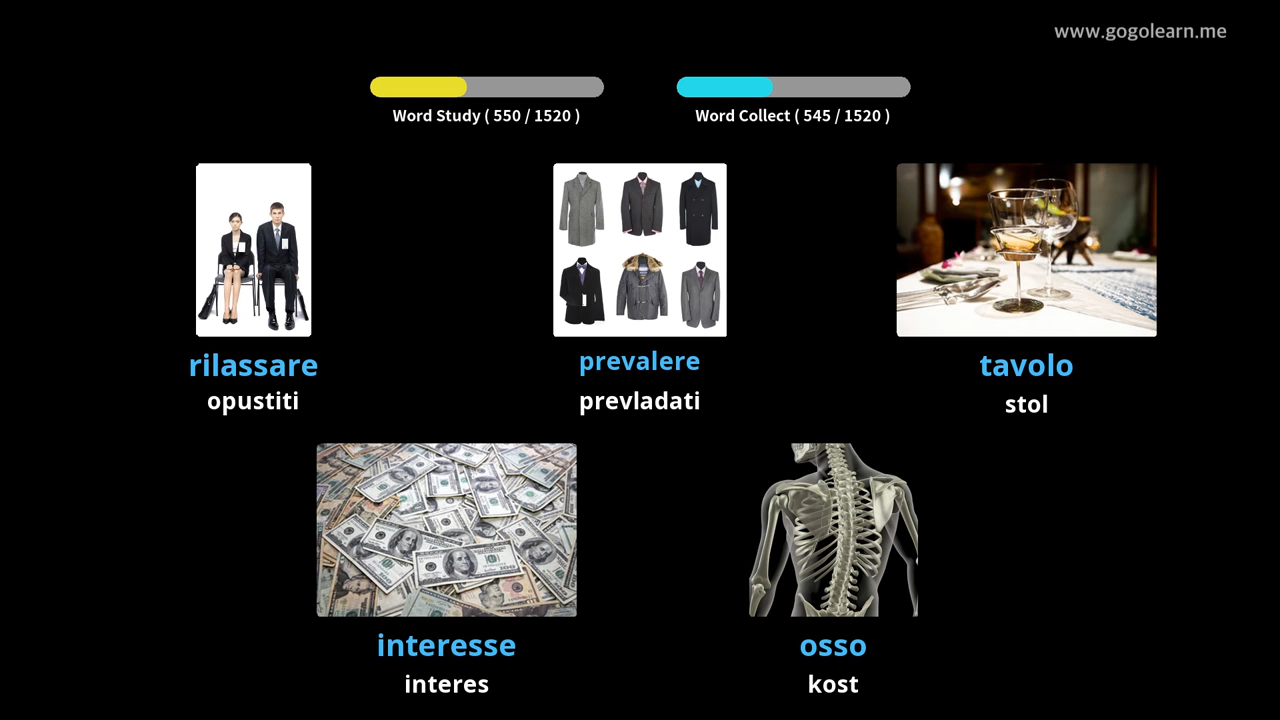 www.gogolearn.me
Word Study ( 550 / 1520 )
Word Collect ( 545 / 1520 )
rilassare
opustiti
prevalere
prevladati
tavolo
stol
interesse
interes
osso
kost